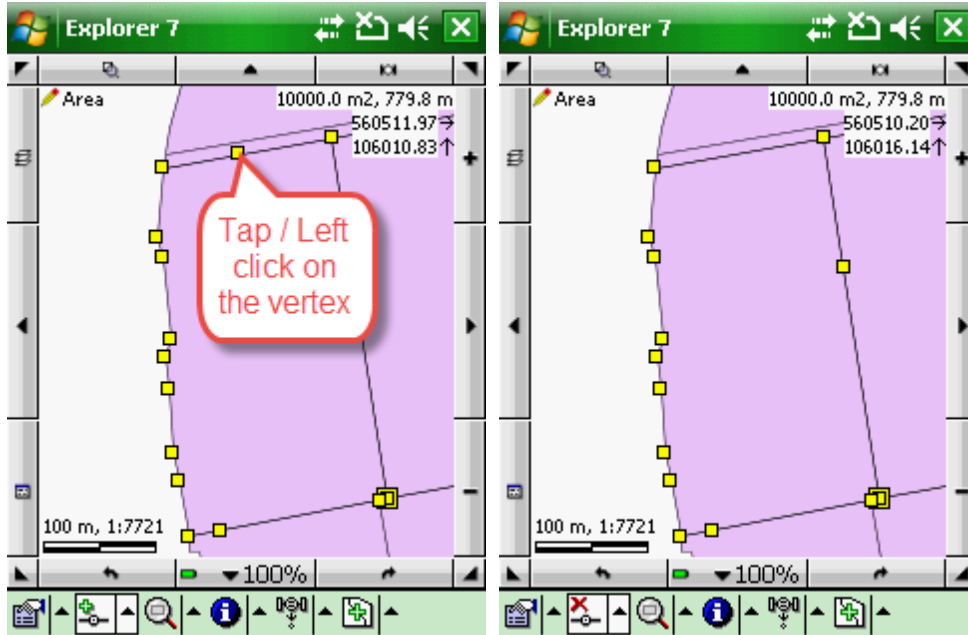 Explorer 7
Area
10000.0 m2, 779.8 m
560511.97
106010.83
Tap / Left
click on
the vertex
100 m, 1:7721
100%
Explorer 7
Area
10000.0 m2, 779.8 m
560510.20
106016.14
100 m, 1:7721
100%